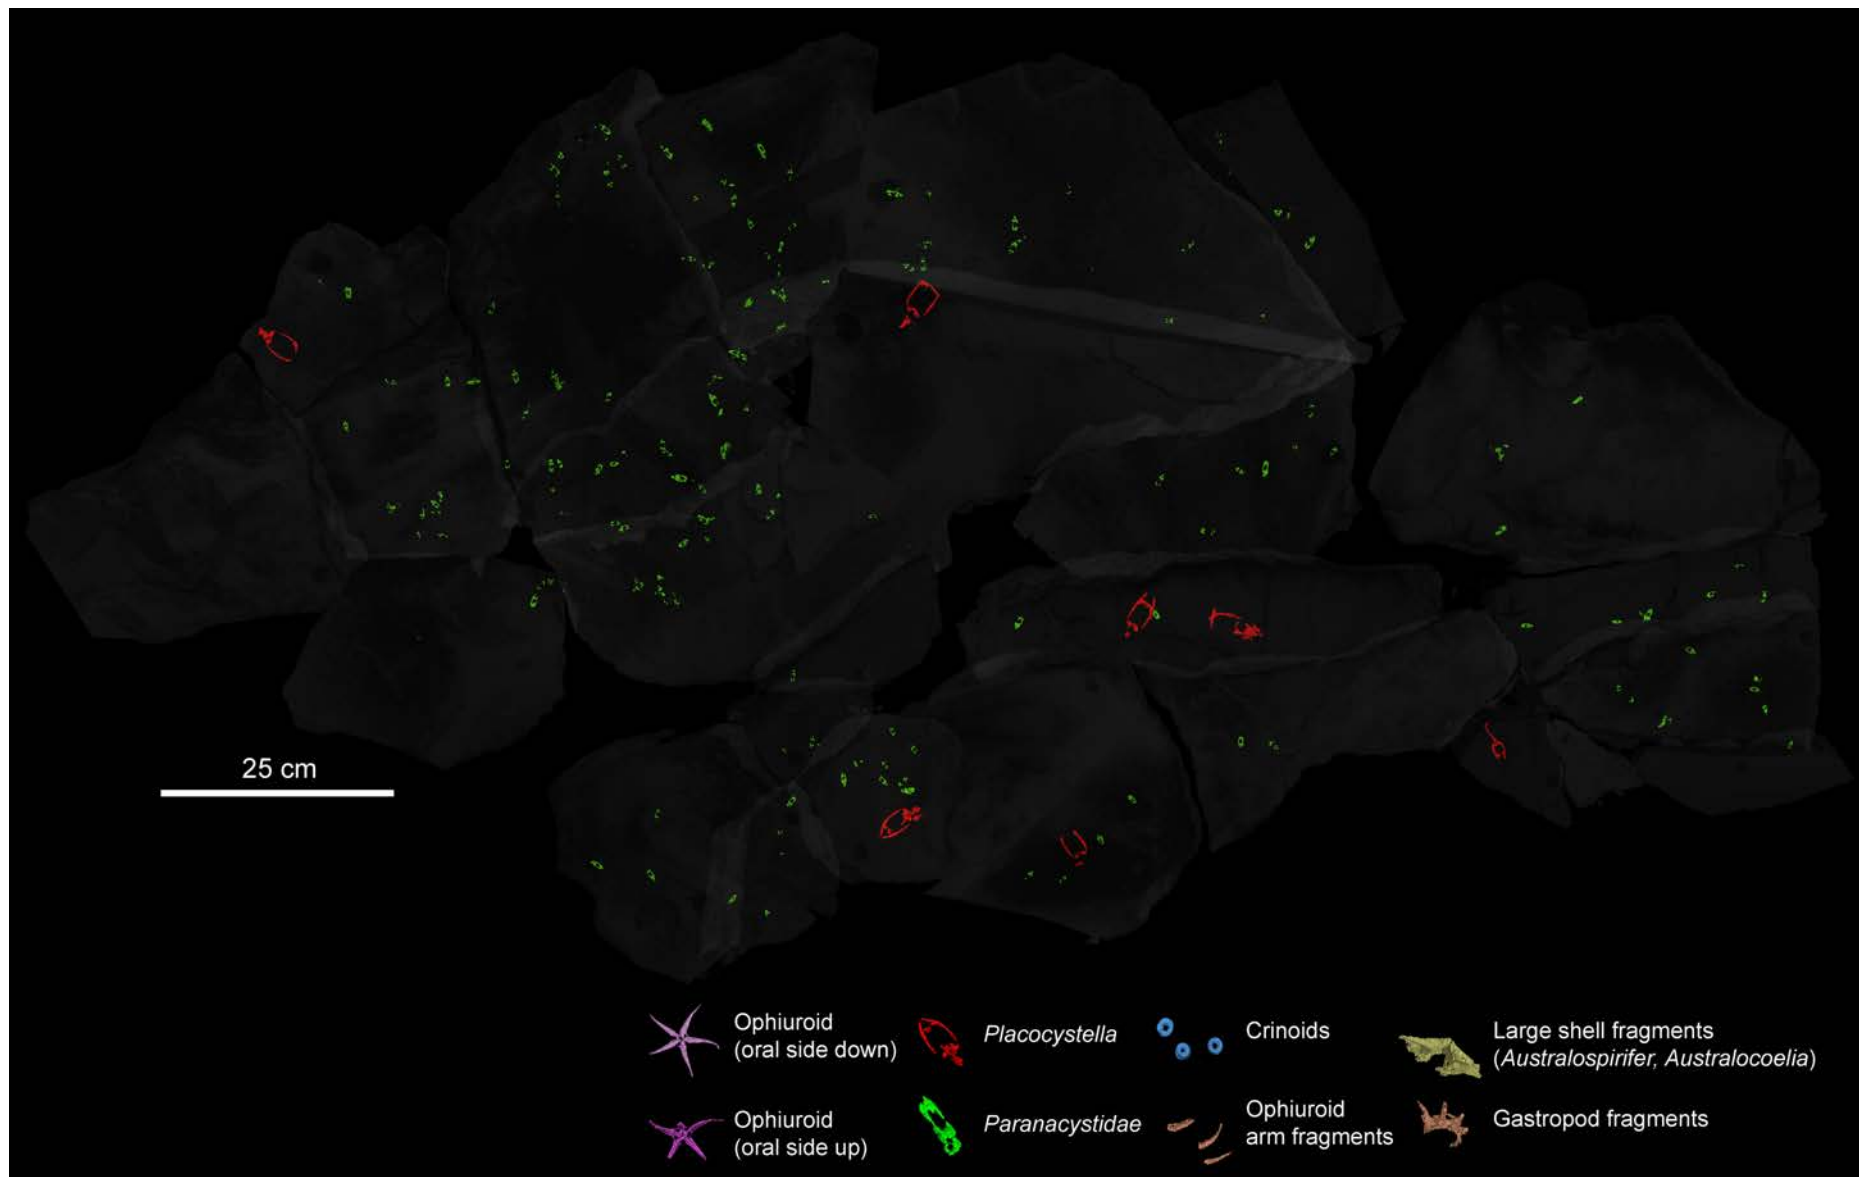 25 cm
Ophiuroid
(oral side down)
Placocystella
Crinoids
Large shell fragments
(Australospirifer, Australocoelia)
Ophiuroid
(oral side up)
Paranacystidae
Ophiuroid
arm fragments
Gastropod fragments